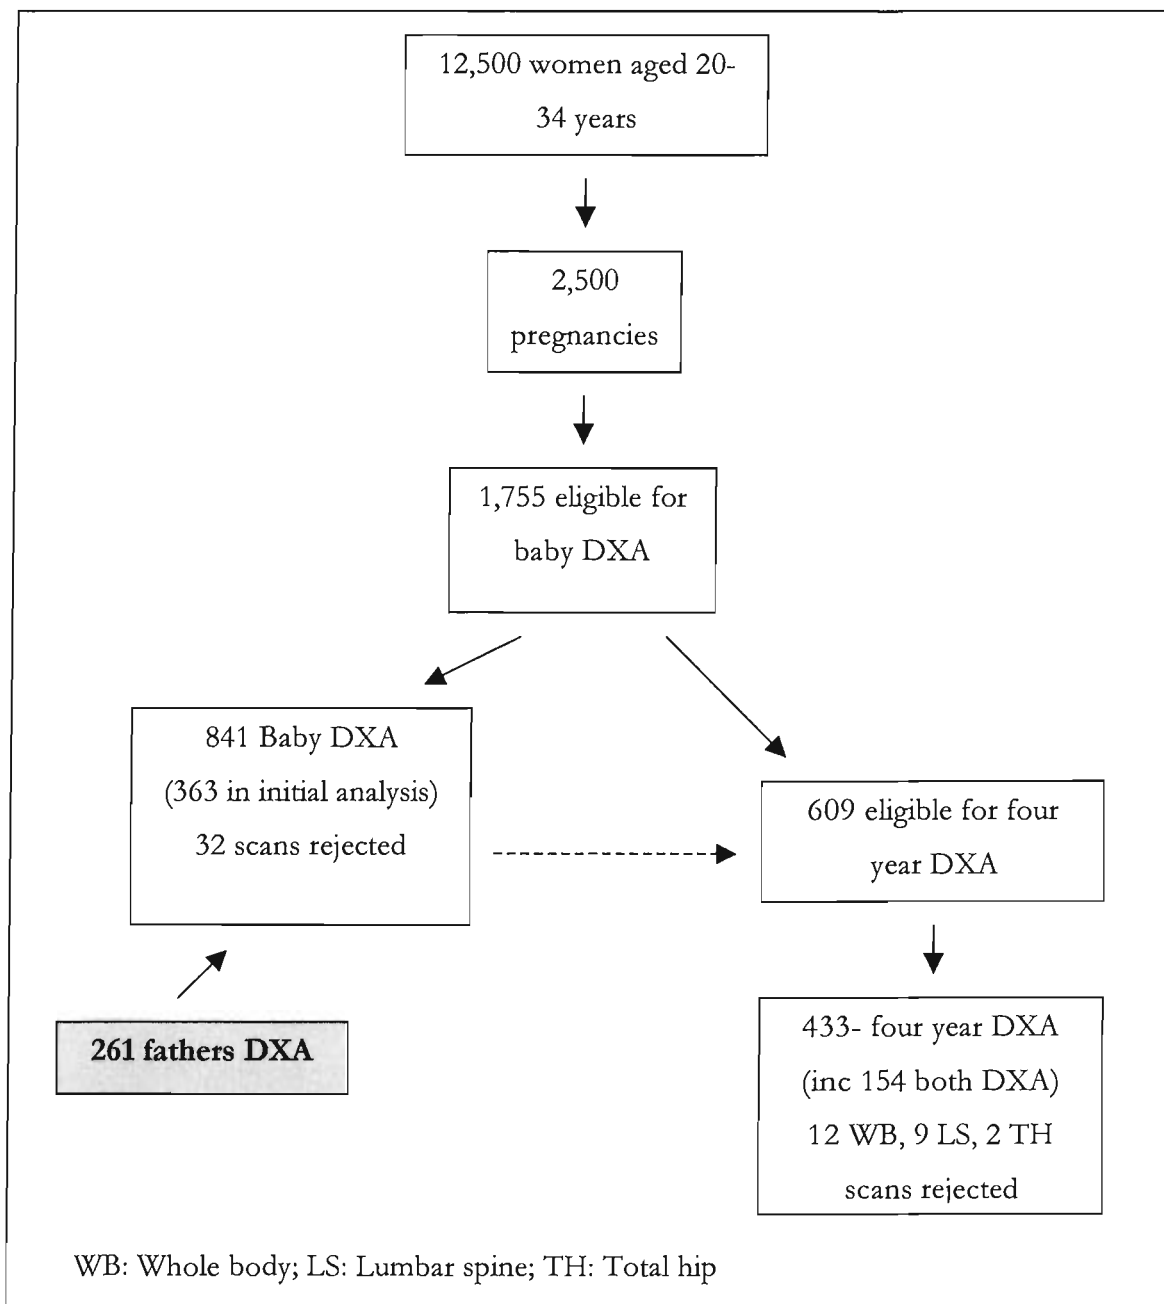 12,500 women aged 20-
34 years
2,500
pregnancies
1,755 eligible for
baby DXA
841 Baby DXA
(363 in initial analysis)
32 scans rejected
609 eligible for four
year DXA
261 fathers DXA
433- four year DXA
(inc 154 both DXA)
12 WB, 9 LS, 2 TH
scans rejected
WB: Whole body; LS: Lumbar spine; TH: Total hip